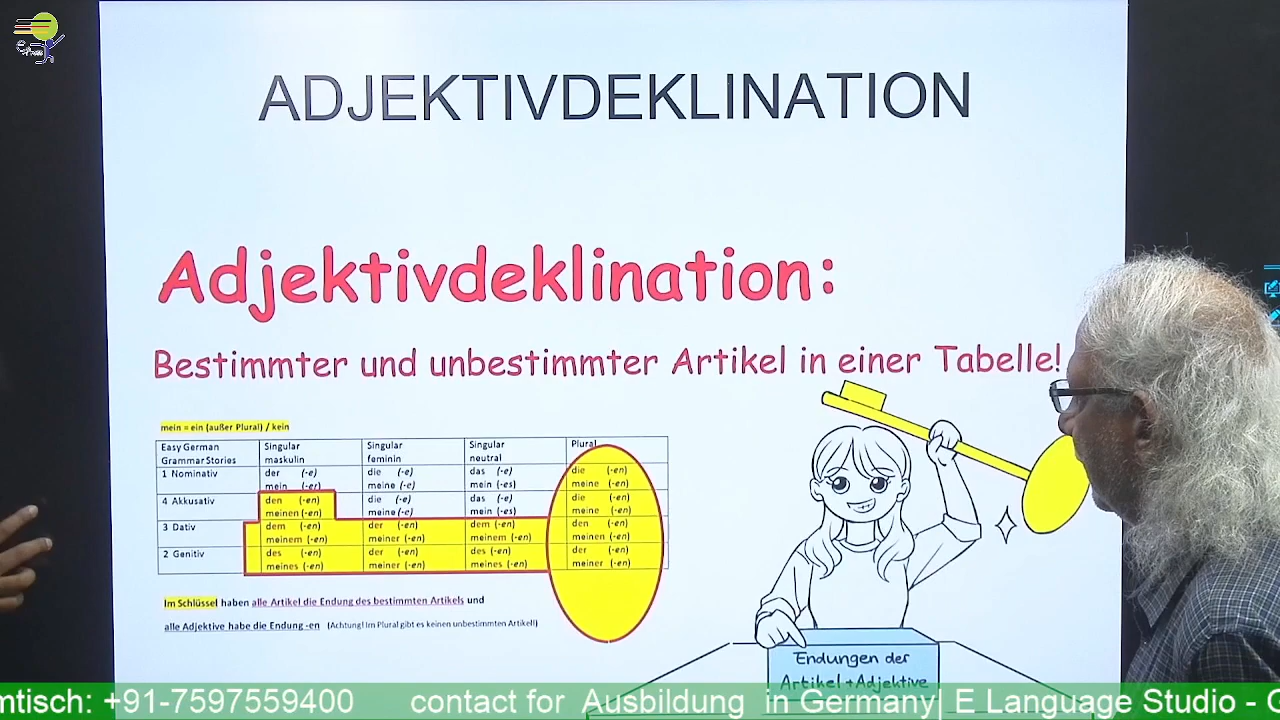 ADJEKTIVDEKLINATION
Adjektivdeklination:
Bestimmter und unbestimmter Artikel in einer Tabelle!
mein = ein (außer Plural) / kein
Easy German Grammar Stories Singular maskulin Singular feminin Singular neutral Plural
1 Nominativ der (-e) die (-e) das (-e) die (-en)
mein (-er) meine (-e) mein (-es) meine (-en)
4 Akkusativ den (-en) die (-e) das (-e) die (-en)
meinen (-en) meine (-e) mein (-es) meine (-en)
3 Dativ dem (-en) der (-en) dem (-en) den (-en)
meinem (-en) meiner (-en) meinem (-en) meinen (-en)
2 Genitiv des (-en) der (-en) des (-en) der (-en)
meines (-en) meiner (-en) meines (-en) meiner (-en)
Im Schlüssel haben alle Artikel die Endung des bestimmten Artikels und
alle Adjektive habe die Endung -en (Achtung! Im Plural gibt es keinen unbestimmten Artikel!)
Endungen der
Artikel + Adjektive
mtisch: +91-7597559400 contact for Ausbildung in Germany| E Language Studio -